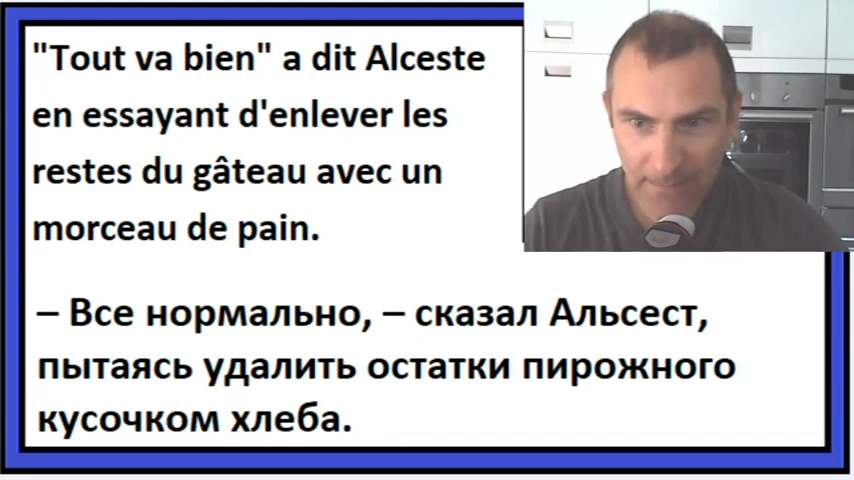 "Tout va bien" a dit Alceste
en essayant d'enlever les
restes du gâteau avec un
morceau de pain.
– Все нормально, – сказал Альсест,
пытаясь удалить остатки пирожного
кусочком хлеба.